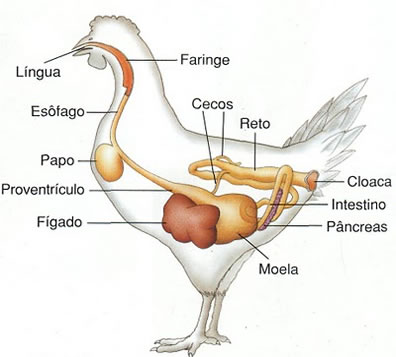 Língua
Faringe
Esôfago
Cecos
Reto
Papo
Cloaca
Proventrículo
Intestino
Fígado
Pâncreas
Moela